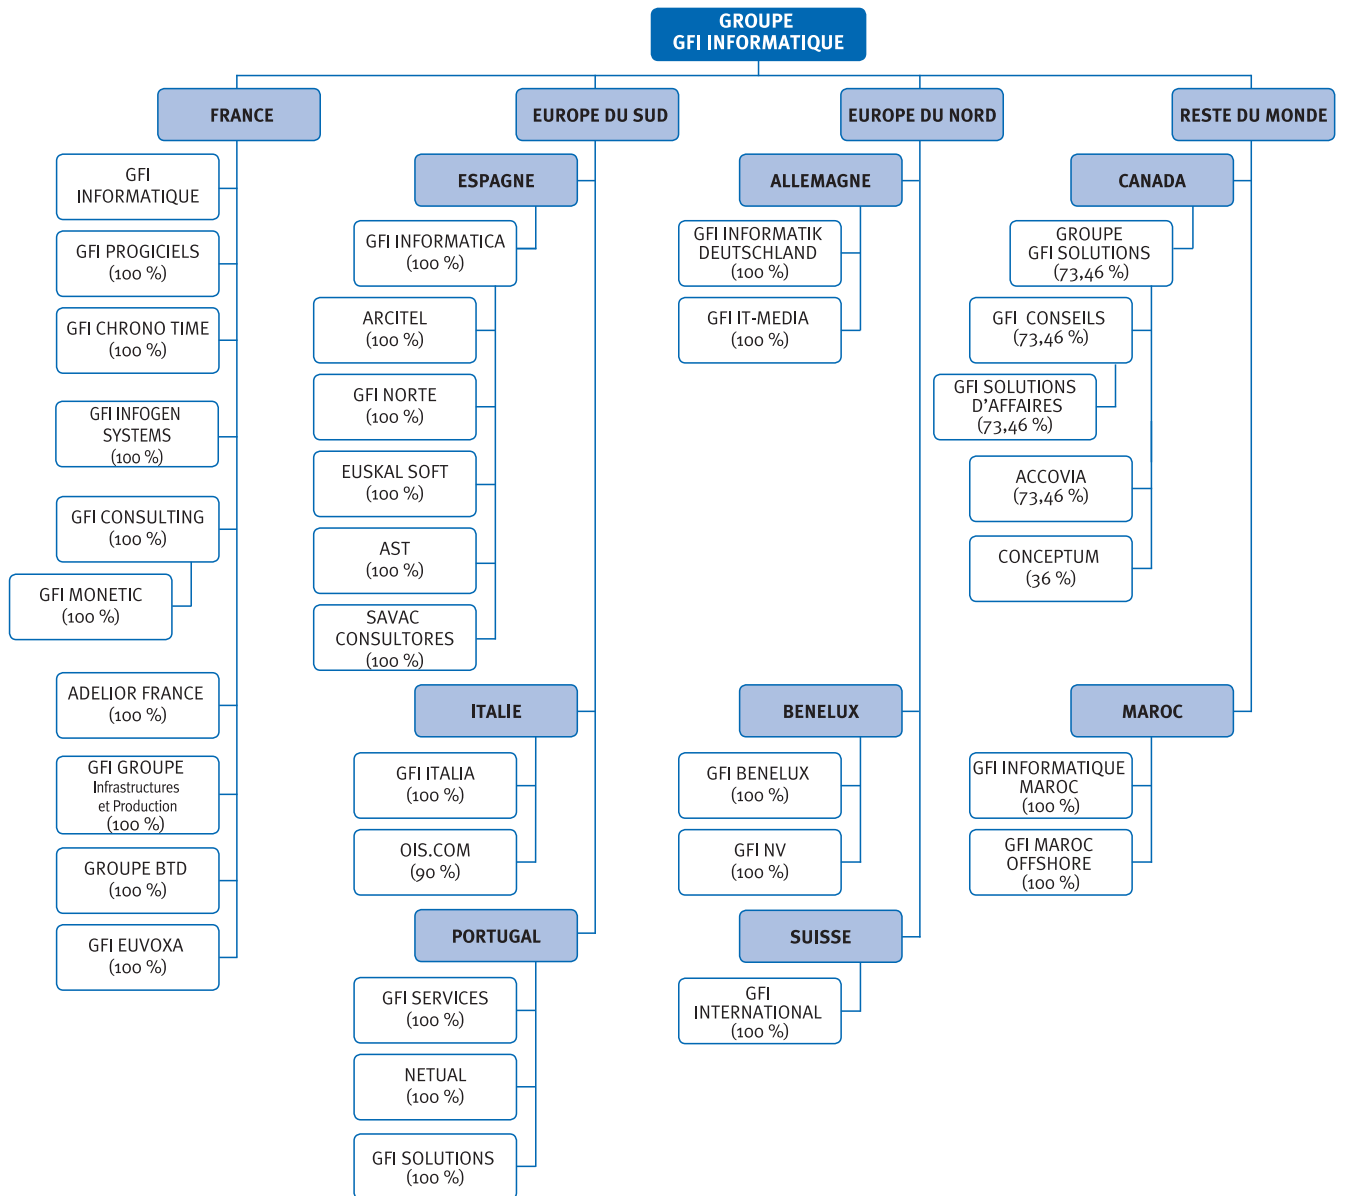 GROUPE
GFI INFORMATIQUE
FRANCE
GFI
INFORMATIQUE
GFI PROGICIELS
(100 %)
GFI CHRONO TIME
(100 %)
GFI INFOGEN
SYSTEMS
(100 %)
GFI CONSULTING
(100 %)
GFI MONETIC
(100 %)
ADELIOR FRANCE
(100 %)
GFI GROUPE
Infrastructures
et Production
(100 %)
GROUPE BTD
(100 %)
GFI EUVOXA
(100 %)
EUROPE DU SUD
ESPAGNE
GFI INFORMATICA
(100 %)
ARCITEL
(100 %)
GFI NORTE
(100 %)
EUSKAL SOFT
(100 %)
AST
(100 %)
SAVAC
CONSULTORES
(100 %)
ITALIE
GFI ITALIA
(100 %)
OIS.COM
(90 %)
PORTUGAL
GFI SERVICES
(100 %)
NETUAL
(100 %)
GFI SOLUTIONS
(100 %)
EUROPE DU NORD
ALLEMAGNE
GFI INFORMATIK
DEUTSCHLAND
(100 %)
GFI IT-MEDIA
(100 %)
BENELUX
GFI BENELUX
(100 %)
GFI NV
(100 %)
SUISSE
GFI
INTERNATIONAL
(100 %)
RESTE DU MONDE
CANADA
GROUPE
GFI SOLUTIONS
(73,46 %)
GFI CONSEILS
(73,46 %)
GFI SOLUTIONS
D’AFFAIRES
(73,46 %)
ACCOVIA
(73,46 %)
CONCEPTUM
(36 %)
MAROC
GFI INFORMATIQUE
MAROC
(100 %)
GFI MAROC
OFFSHORE
(100 %)